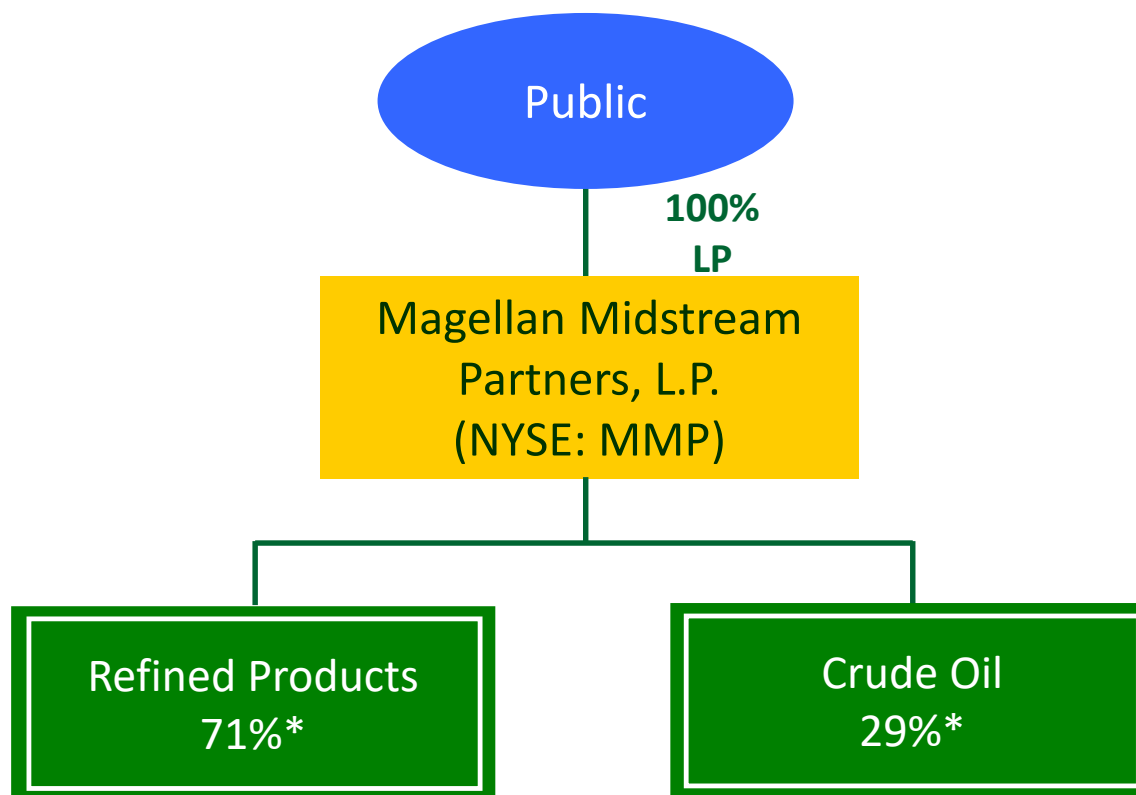 Public
100%
LP
Magellan Midstream
Partners, L.P.
(NYSE: MMP)
Refined Products
71%*
Crude Oil
29%*